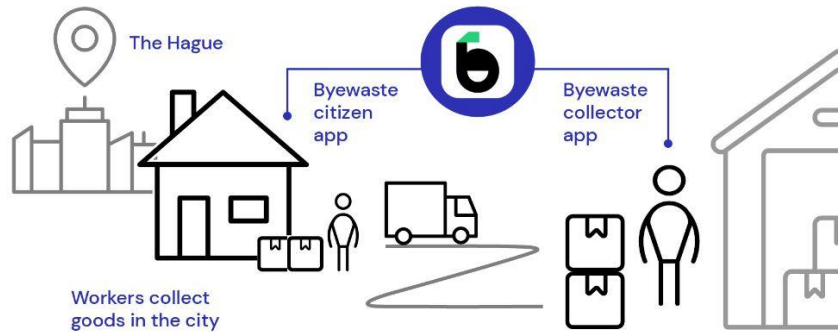 The Hague
Byewaste
citizen
app
Byewaste
collector
app
Workers collect
goods in the city